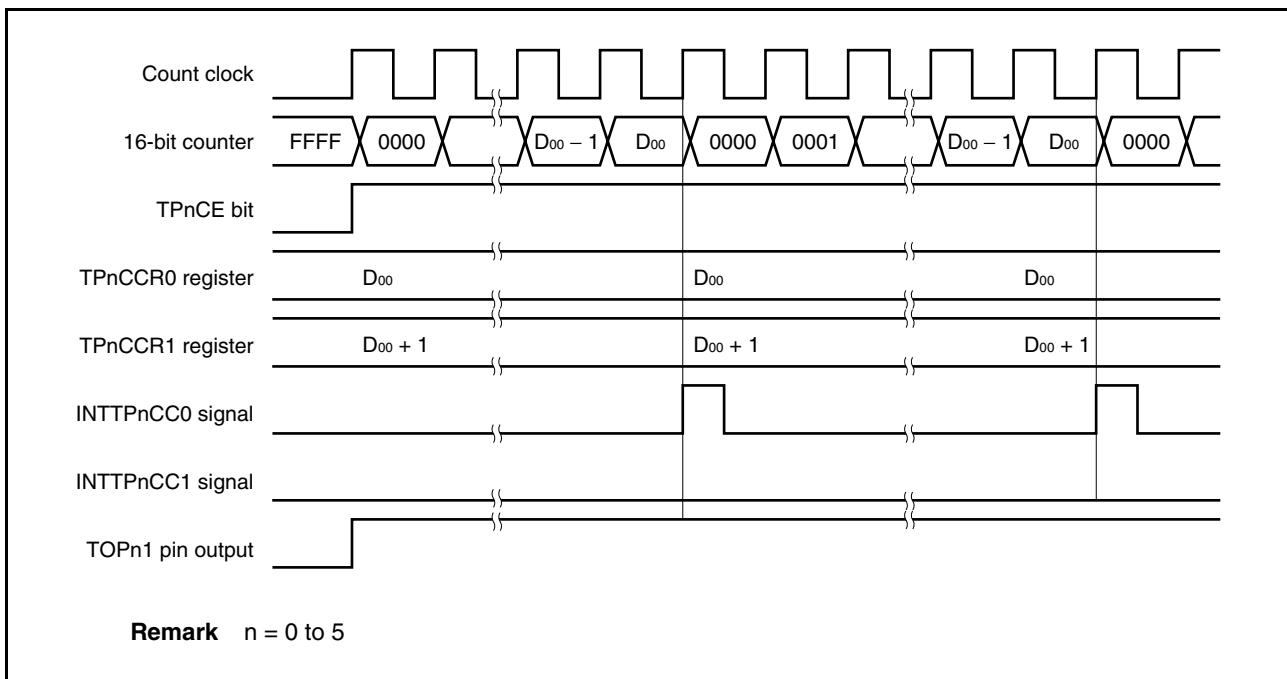 Count clock
16-bit counter FFFF 0000 D00 − 1 D00 0000 0001 D00 − 1 D00 0000
TPnCE bit
TPnCCR0 register D00 D00 D00
TPnCCR1 register D00 + 1 D00 + 1 D00 + 1
INTTPnCC0 signal
INTTPnCC1 signal
TOPn1 pin output
Remark n = 0 to 5